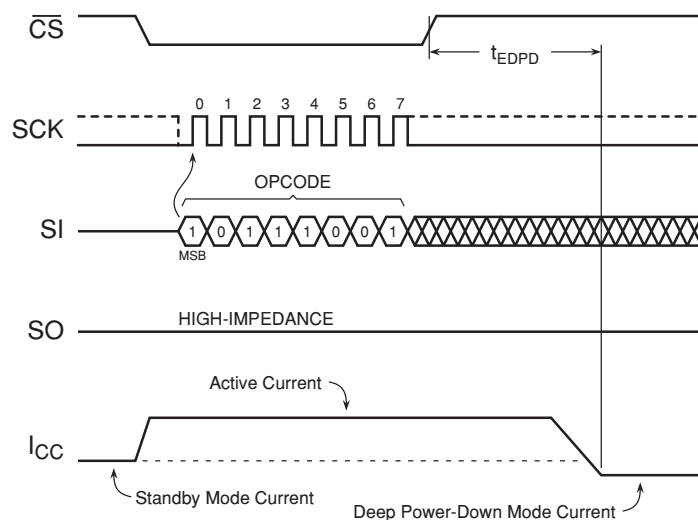 CS
tEDPD
0 1 2 3 4 5 6 7
SCK
OPCODE
SI
1 0 1 1 1 0 0 1
MSB
HIGH-IMPEDANCE
SO
Active Current
ICC
Standby Mode Current
Deep Power-Down Mode Current